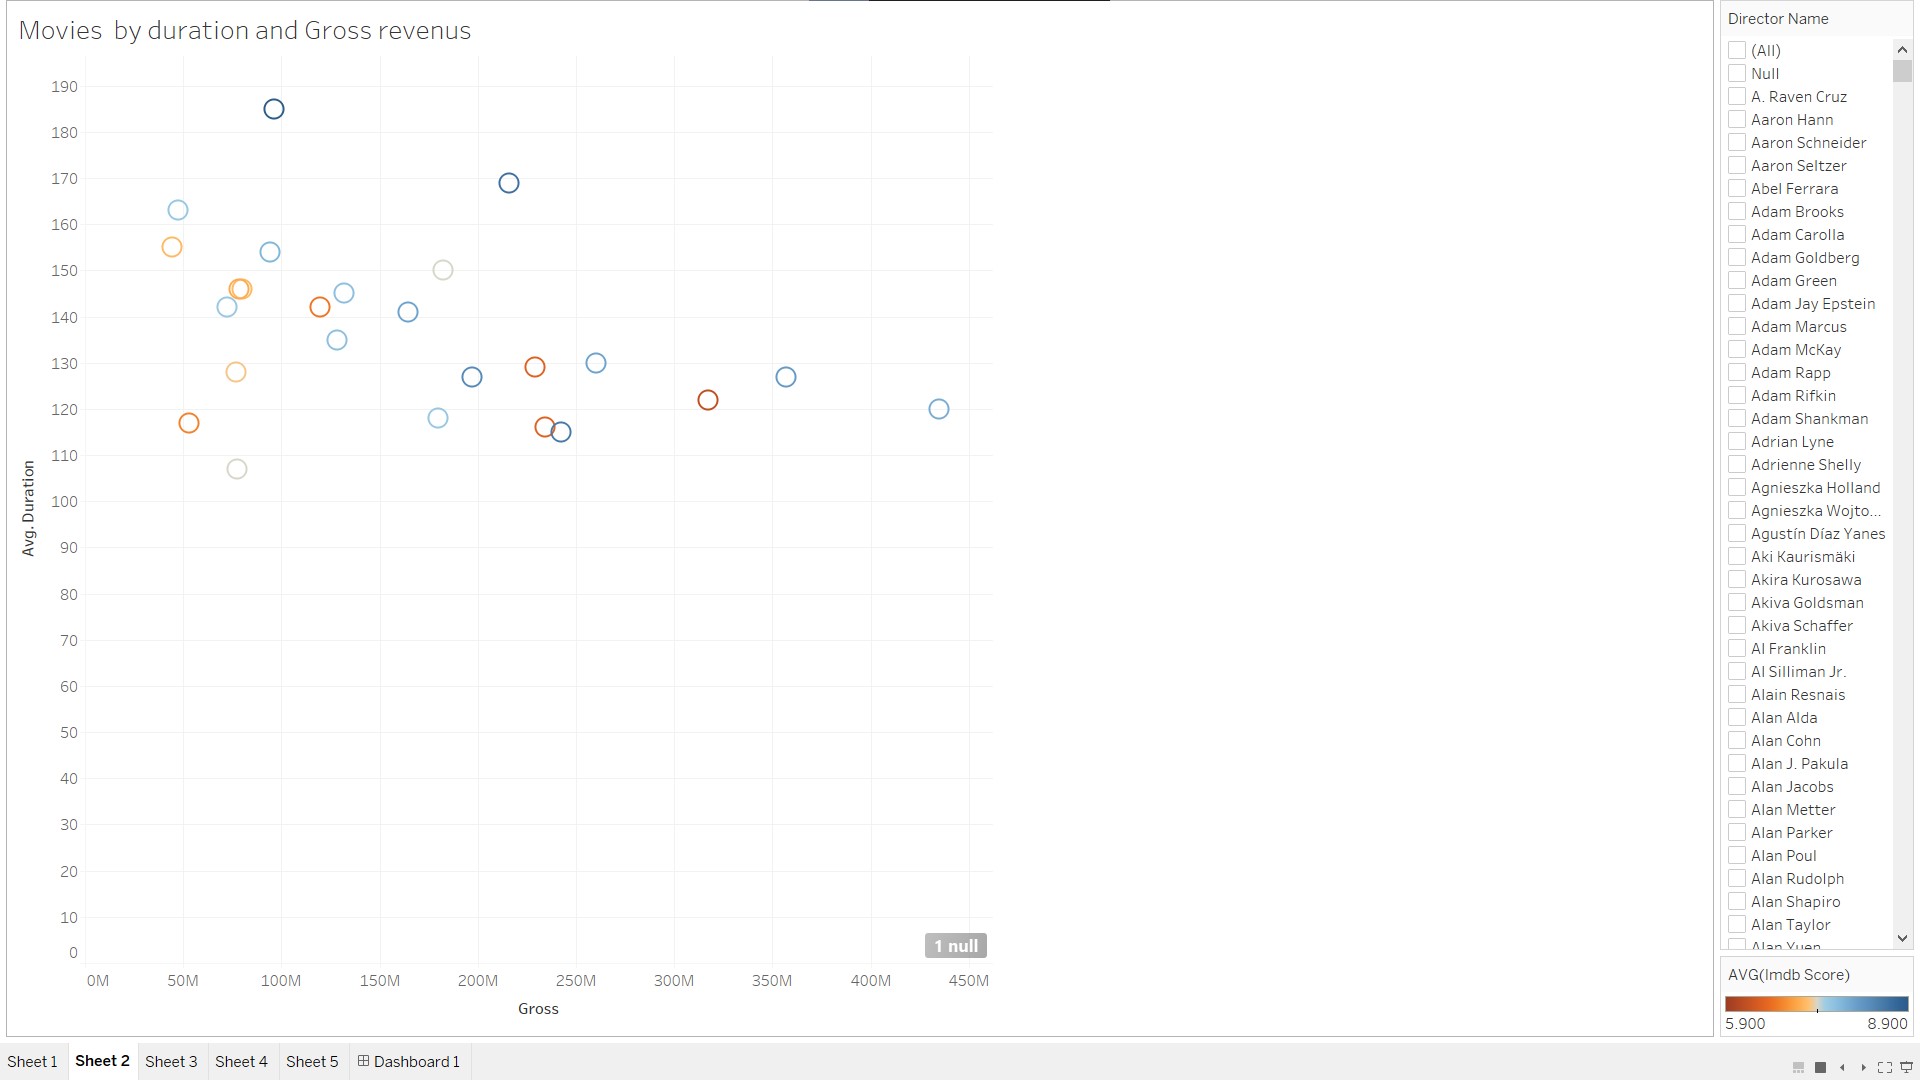 Movies  by duration and Gross revenus
190
180
170
160
150
140
130
120
110
100
90
80
70
60
50
40
30
20
10
0
Avg. Duration
1 null
0M 50M 100M 150M 200M 250M 300M 350M 400M 450M
Gross
Director Name
(All)
Null
A. Raven Cruz
Aaron Hann
Aaron Schneider
Aaron Seltzer
Abel Ferrara
Adam Brooks
Adam Carolla
Adam Goldberg
Adam Green
Adam Jay Epstein
Adam Marcus
Adam McKay
Adam Rapp
Adam Rifkin
Adam Shankman
Adrian Lyne
Adrienne Shelly
Agnieszka Holland
Agnieszka Wojto...
Agustín Díaz Yanes
Aki Kaurismäki
Akira Kurosawa
Akiva Goldsman
Akiva Schaffer
Al Franklin
Al Silliman Jr.
Alain Resnais
Alan Alda
Alan Cohn
Alan J. Pakula
Alan Jacobs
Alan Metter
Alan Parker
Alan Poul
Alan Rudolph
Alan Shapiro
Alan Taylor
Alan Yuen
AVG(Imdb Score)
5.900 8.900
Sheet 1 Sheet 2 Sheet 3 Sheet 4 Sheet 5 Dashboard 1